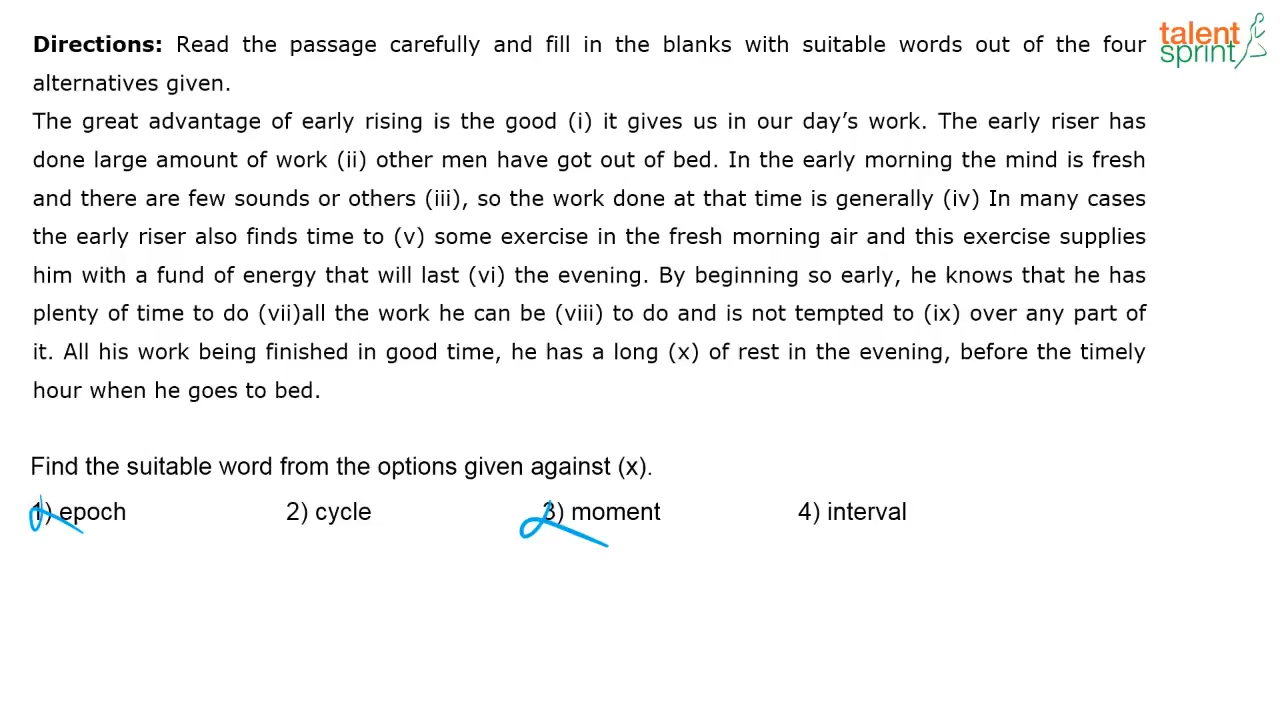 talent
sprint
Directions: Read the passage carefully and fill in the blanks with suitable words out of the four
alternatives given.
The great advantage of early rising is the good (i) it gives us in our day’s work. The early riser has
done large amount of work (ii) other men have got out of bed. In the early morning the mind is fresh
and there are few sounds or others (iii), so the work done at that time is generally (iv) In many cases
the early riser also finds time to (v) some exercise in the fresh morning air and this exercise supplies
him with a fund of energy that will last (vi) the evening. By beginning so early, he knows that he has
plenty of time to do (vii)all the work he can be (viii) to do and is not tempted to (ix) over any part of
it. All his work being finished in good time, he has a long (x) of rest in the evening, before the timely
hour when he goes to bed.
Find the suitable word from the options given against (x).
1) epoch 2) cycle 3) moment 4) interval